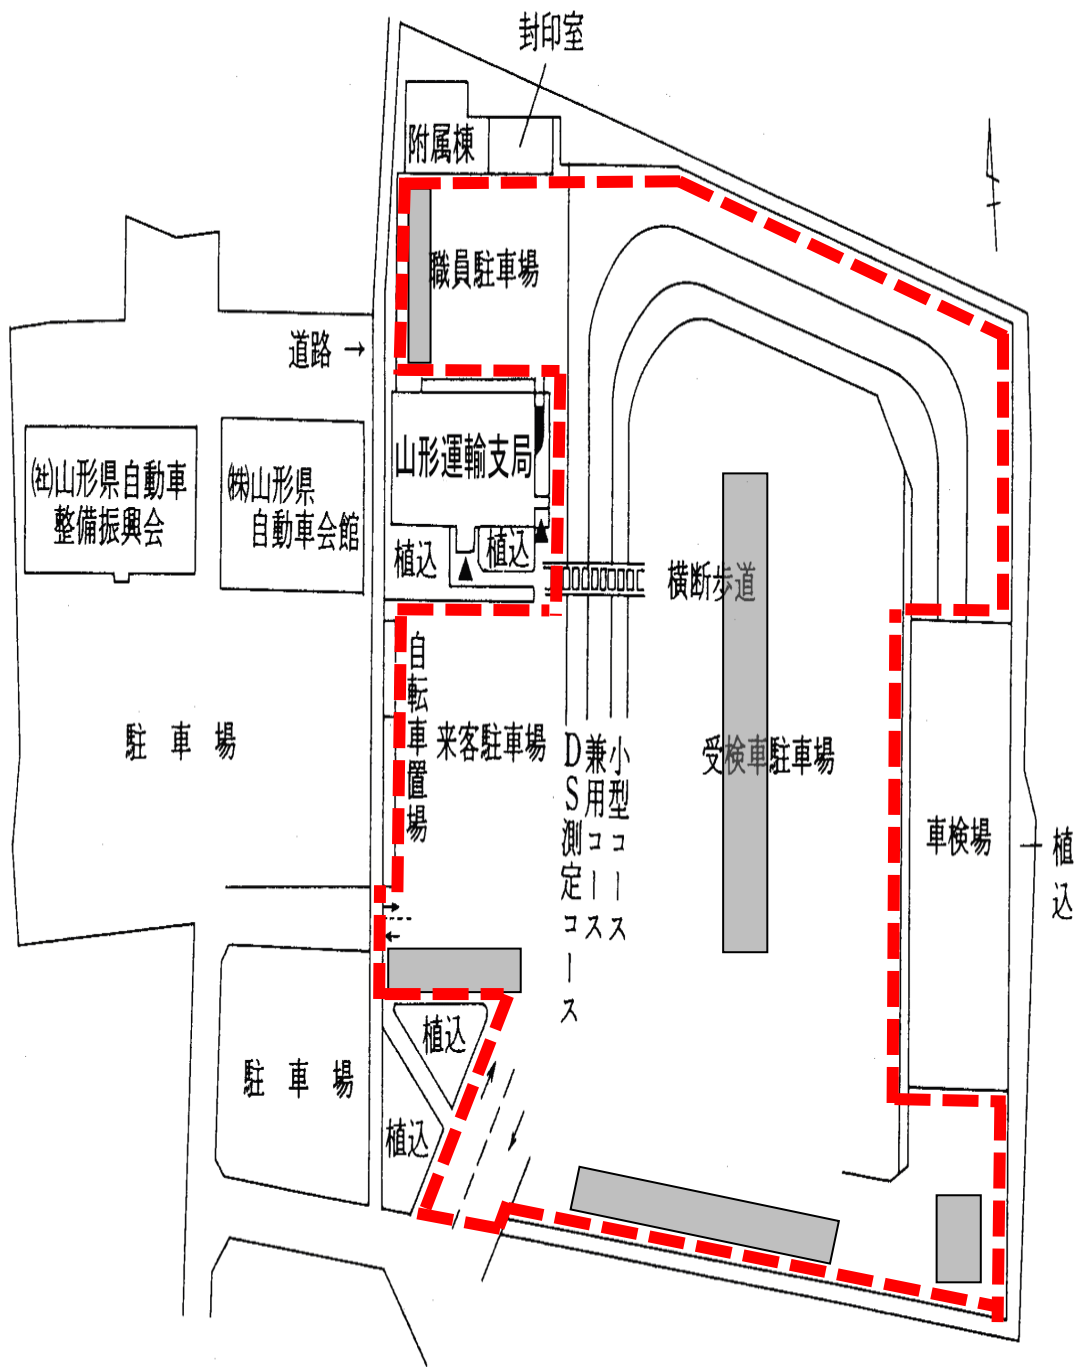 封印室
附属棟
職員駐車場
道路 →
山形運輸支局
㈳山形県自動車
整備振興会
㈱山形県
自動車会館
植込
植込
横断歩道
自転車置場
来客駐車場
DS測定コース
兼用コース
小型コース
受検車駐車場
車検場
植込
駐車場
植込
駐車場
植込